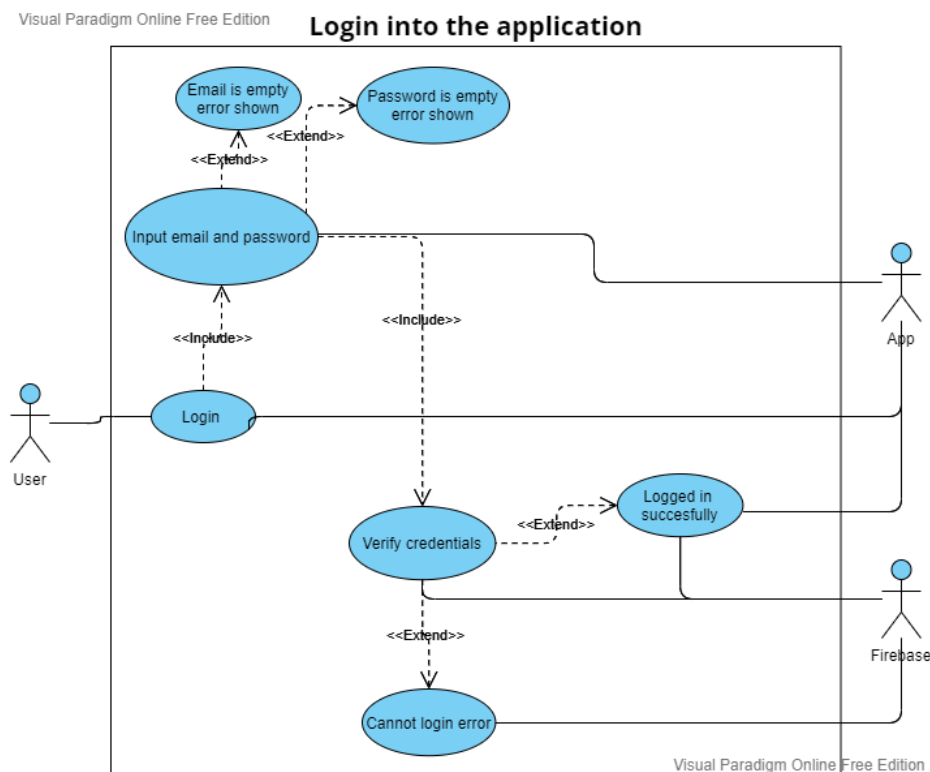 Visual Paradigm Online Free Edition
Login into the application
Email is empty
error shown
Password is empty
error shown
<<Extend>>
<<Extend>>
Input email and password
<<Include>>
<<Include>>
App
Login
User
Logged in
succesfully
<<Extend>>
Verify credentials
<<Extend>>
Firebase
Cannot login error
Visual Paradigm Online Free Edition